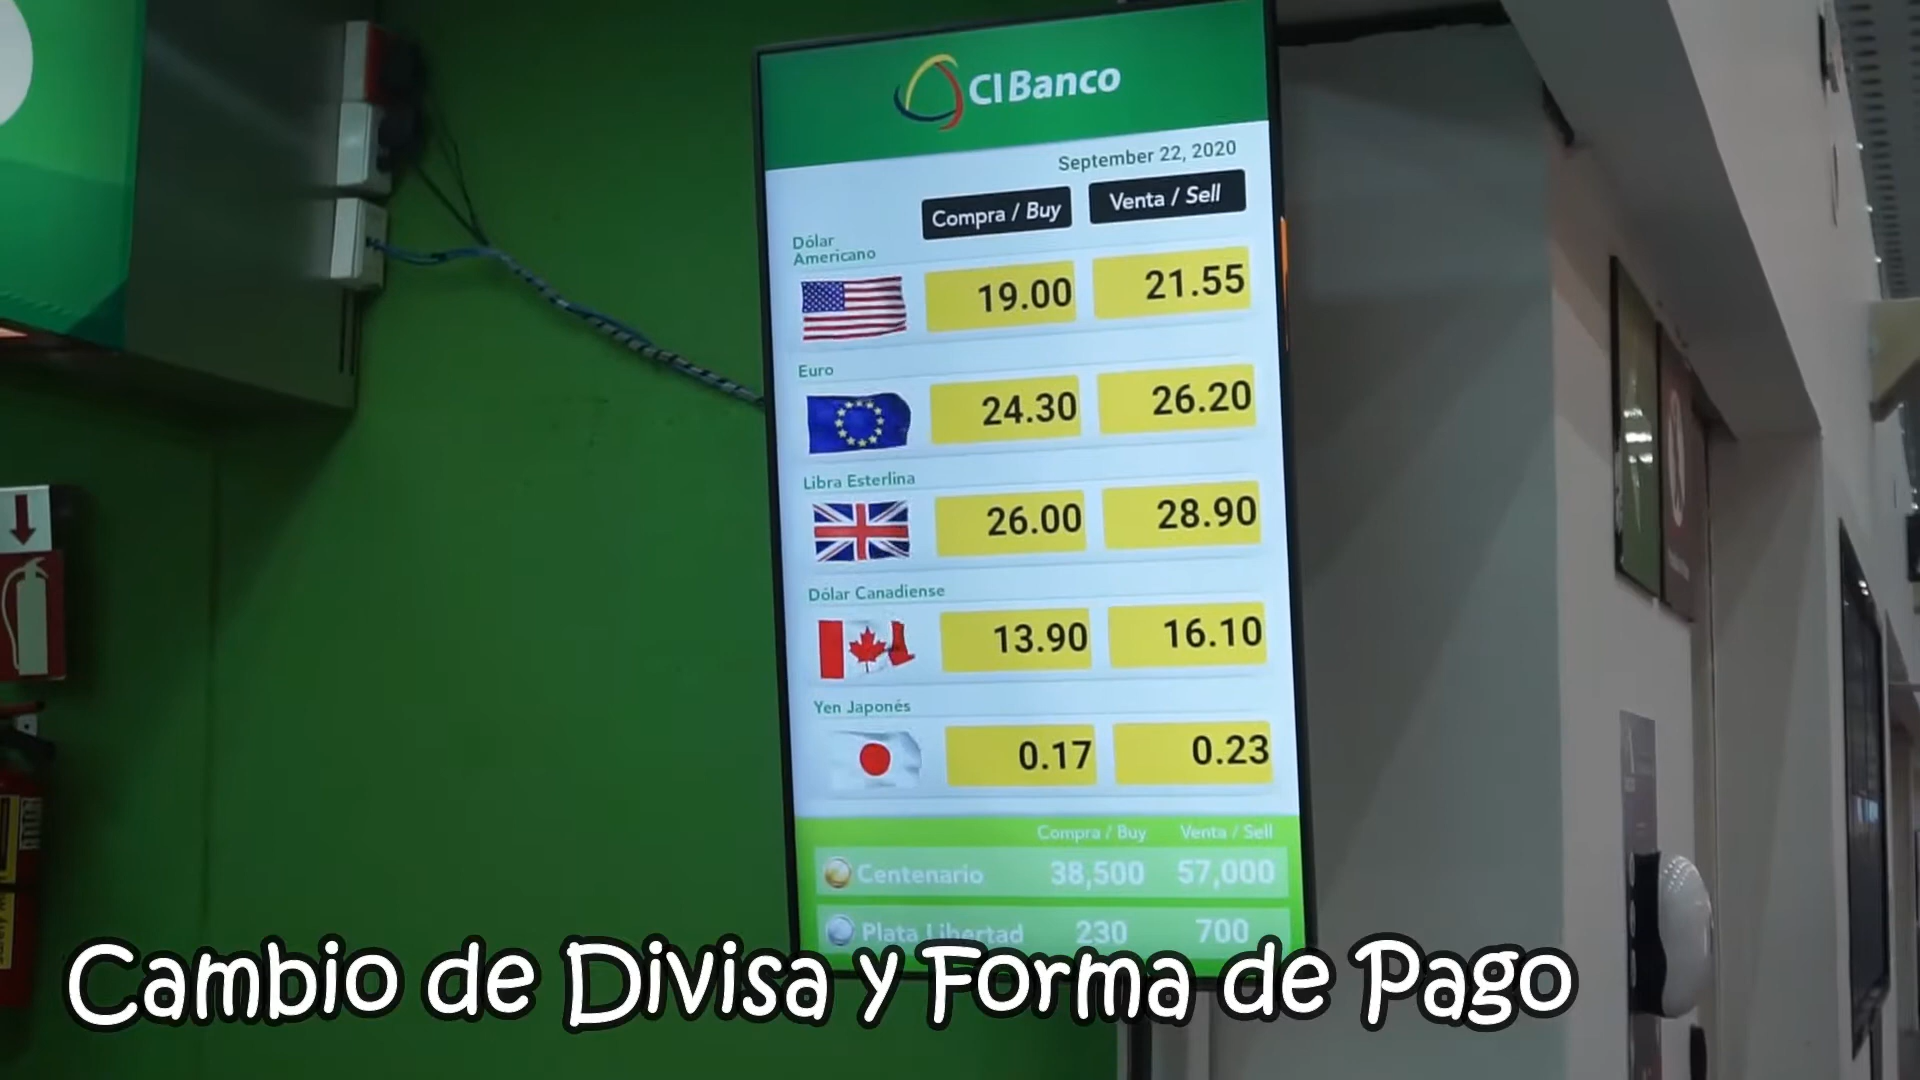 CIBanco
September 22, 2020
Compra / Buy Venta / Sell
Dólar
Americano
19.00 21.55
Euro
24.30 26.20
Libra Esterlina
26.00 28.90
Dólar Canadiense
13.90 16.10
Yen Japonés
0.17 0.23
Compra / Buy Venta / Sell
Centenario 38,500 57,000
Plata Libertad 230 700
Cambio de Divisa y Forma de Pago